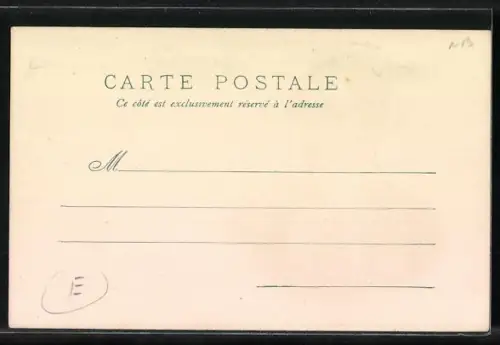 CARTE POSTALE
Ce côté est exclusivement réservé à l'adresse
M
E